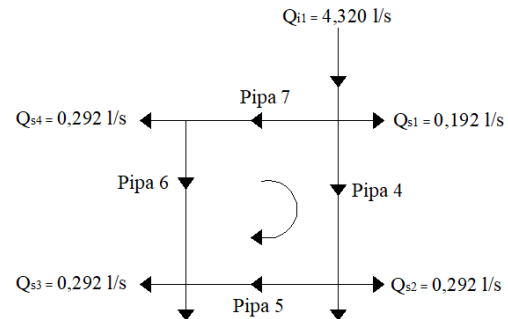 Qi1 = 4,320 l/s
Pipa 7
Qs4 = 0,292 l/s
Qs1 = 0,192 l/s
Pipa 6
Pipa 4
Qs3 = 0,292 l/s
Qs2 = 0,292 l/s
Pipa 5